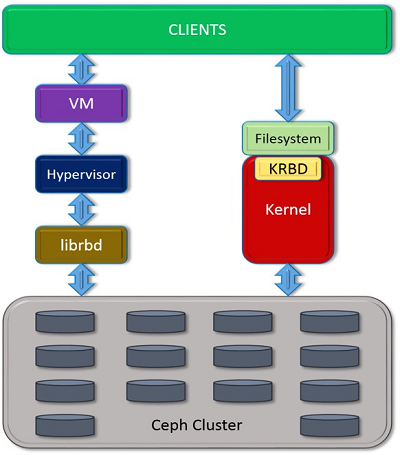 CLIENTS
VM
Filesystem
Hypervisor
KRBD
Kernel
librbd
Ceph Cluster